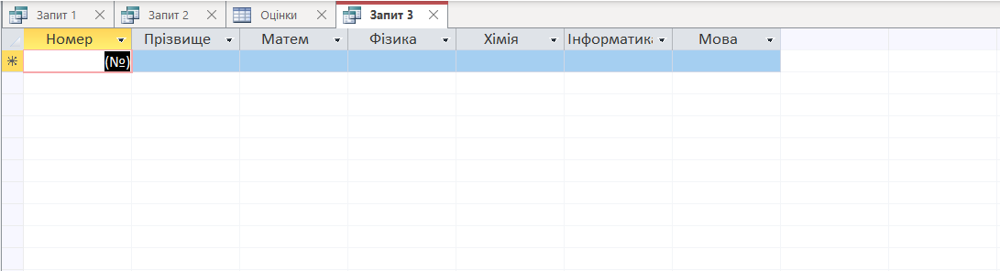 Запит 1 Запит 2 Оцінки Запит 3
Номер Прізвище Матем Фізика Хімія Інформатика Мова
(№)